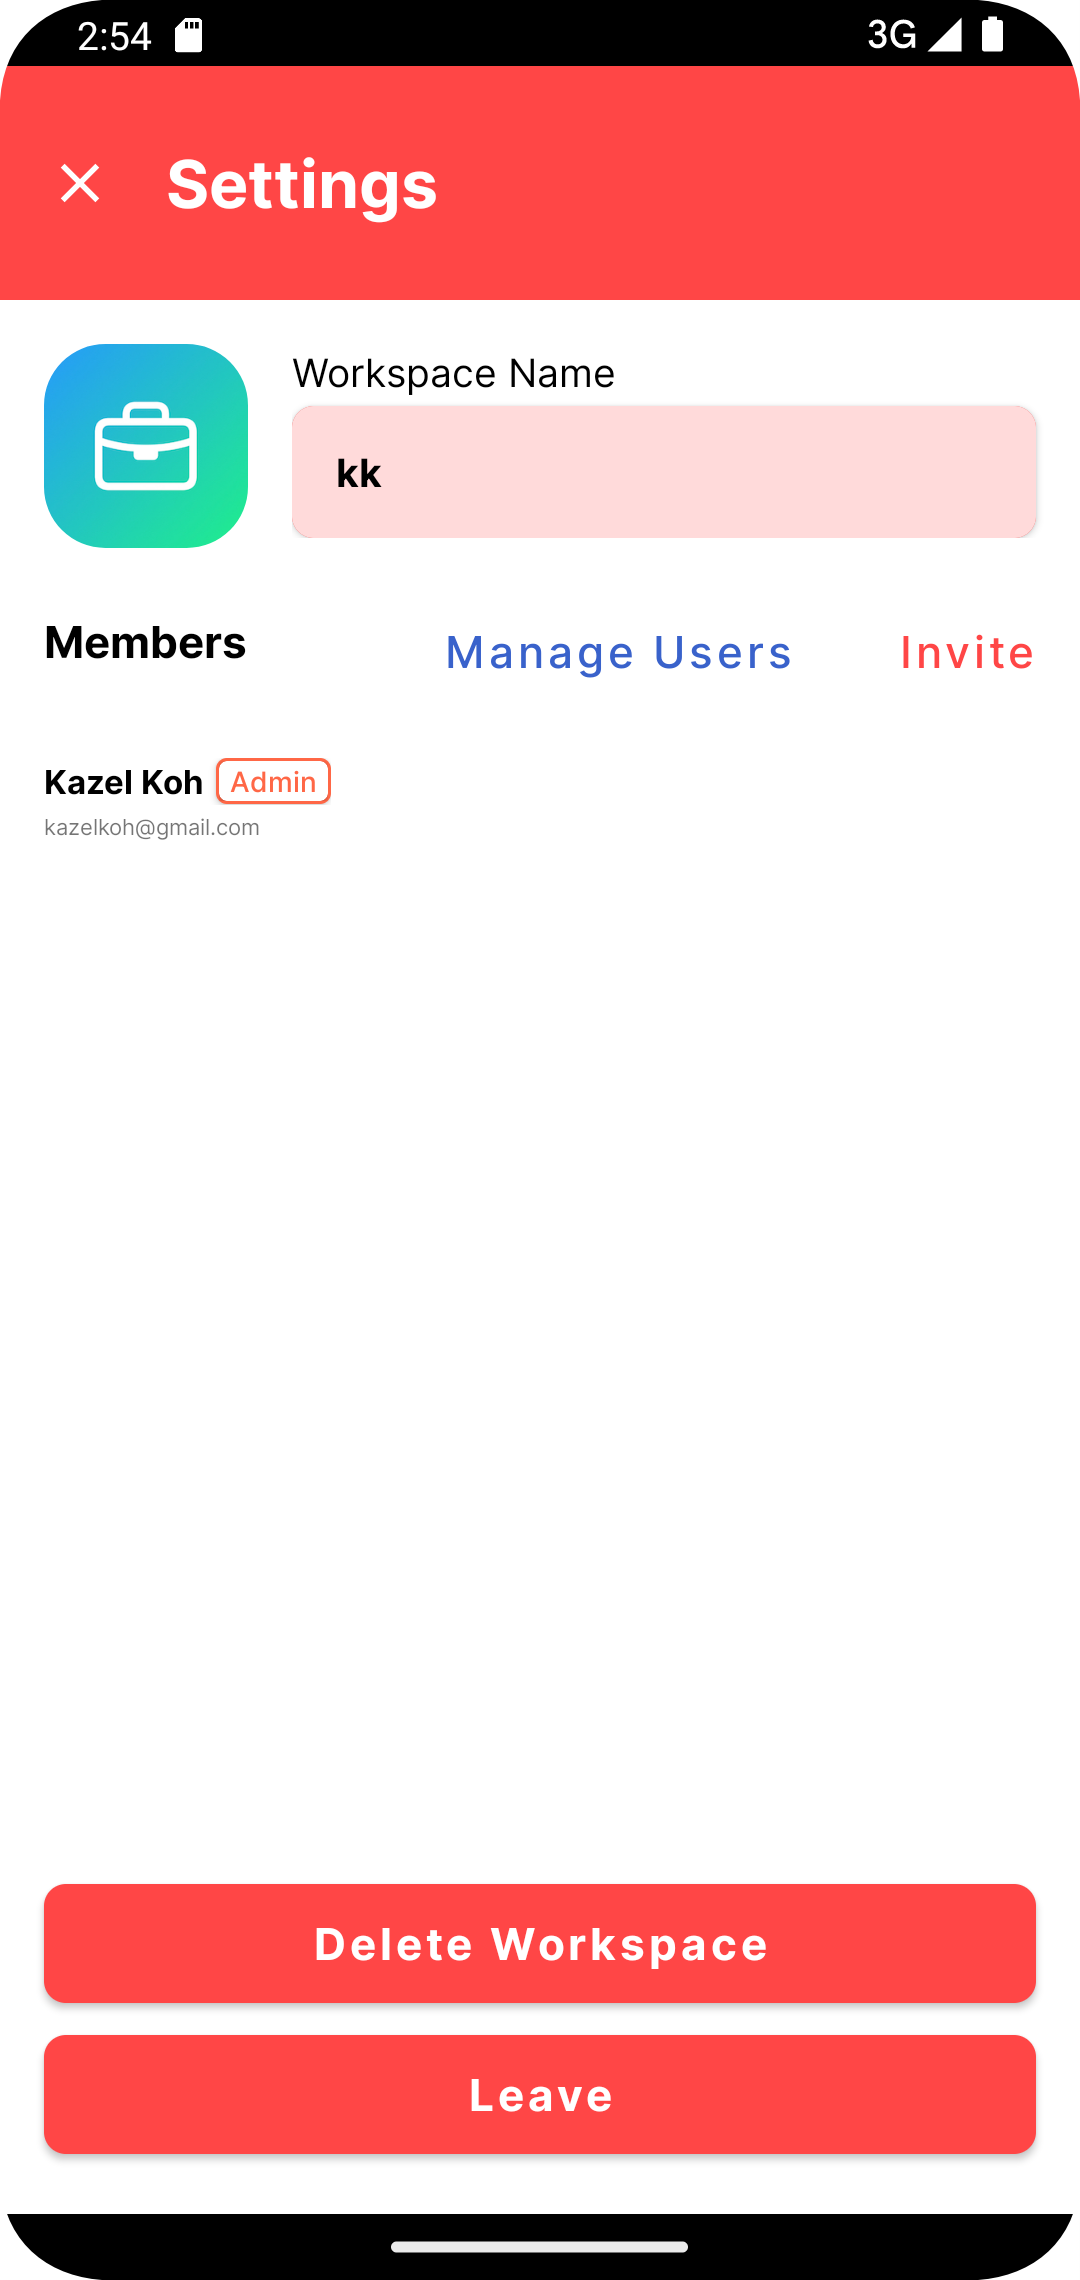 2:54 3G
Settings
Workspace Name
kk
Members Manage Users Invite
Kazel Koh Admin
kazelkoh@gmail.com
Delete Workspace
Leave